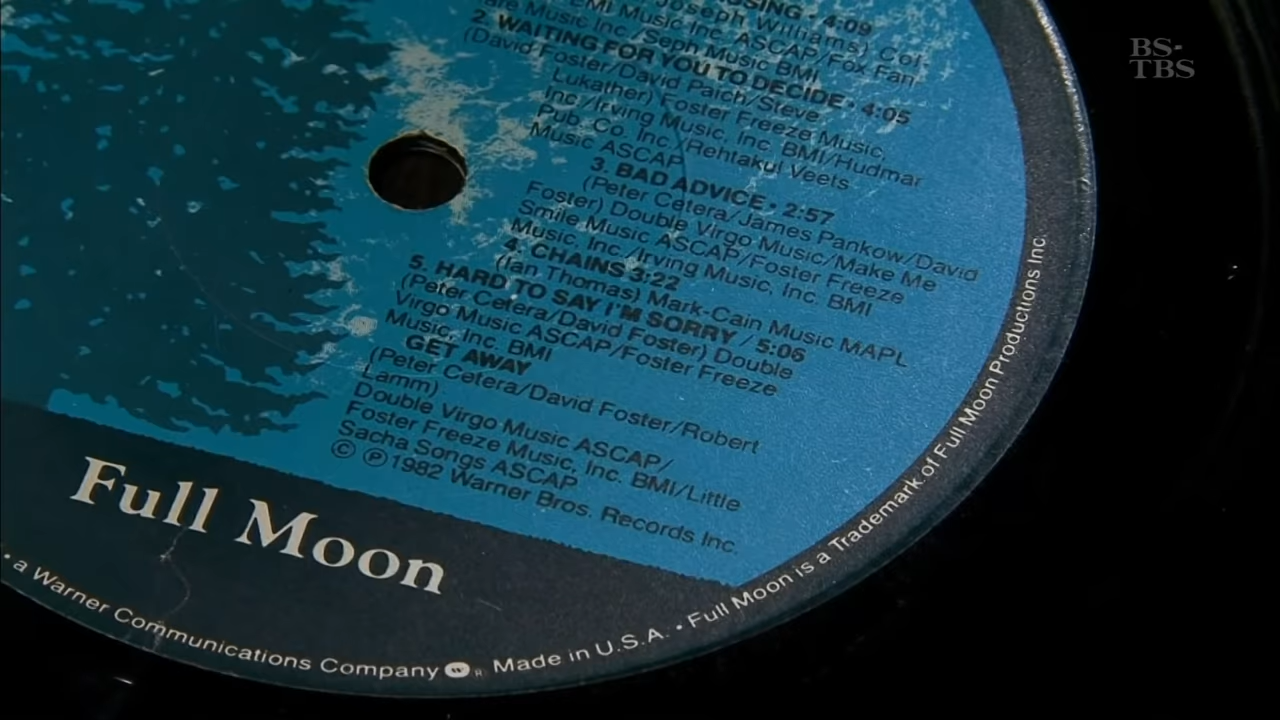 BS-
TBS
OSING • 4:09
Joseph Williams) Col-
EMI Music Inc. ASCAP/Fox Fan-
are Music Inc./Seph Music BMI
2. WAITING FOR YOU TO DECIDE • 4:05
(David Foster/David Paich/Steve
Lukather) Foster Freeze Music,
Inc./Irving Music, Inc. BMI/Hudmar
Pub. Co. Inc./Rehtakul Veets
Music ASCAP
3. BAD ADVICE • 2:57
(Peter Cetera/James Pankow/David
Foster) Double Virgo Music/Make Me
Smile Music ASCAP/Foster Freeze
Music, Inc./Irving Music, Inc. BMI
4. CHAINS 3:22
(Ian Thomas) Mark-Cain Music MAPL
5. HARD TO SAY I'M SORRY / 5:06
(Peter Cetera/David Foster) Double
Virgo Music ASCAP/Foster Freeze
Music, Inc. BMI
GET AWAY
(Peter Cetera/David Foster/Robert
Lamm)
Double Virgo Music ASCAP/
Foster Freeze Music, Inc. BMI/Little
Sacha Songs ASCAP
© ℗ 1982 Warner Bros. Records Inc.
Full Moon
• a Warner Communications Company ® Made in U.S.A. • Full Moon is a Trademark of Full Moon Productions Inc.